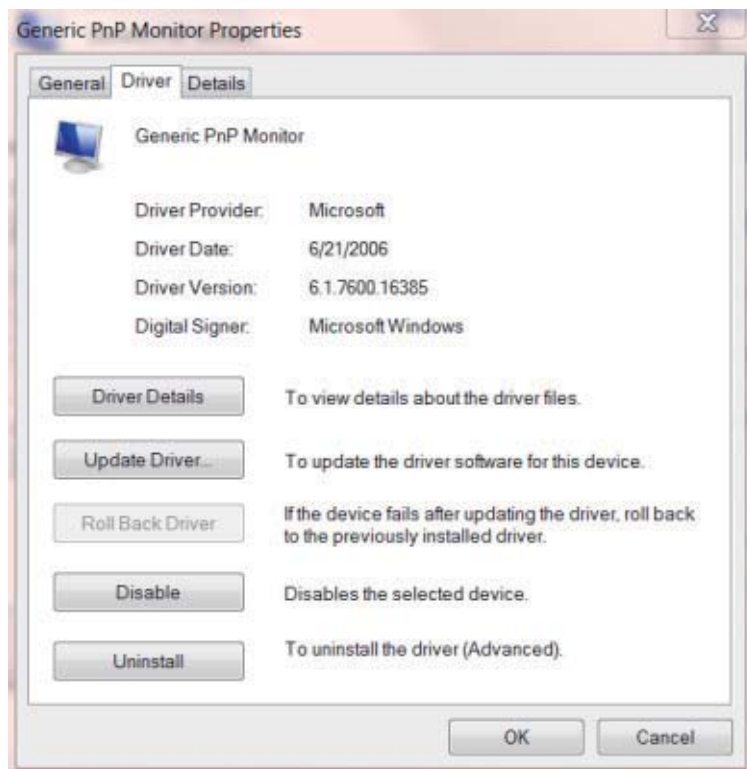 Generic PnP Monitor Properties
General Driver Details
Generic PnP Monitor
Driver Provider: Microsoft
Driver Date: 6/21/2006
Driver Version: 6.1.7600.16385
Digital Signer: Microsoft Windows
Driver Details To view details about the driver files.
Update Driver... To update the driver software for this device.
Roll Back Driver If the device fails after updating the driver, roll back
to the previously installed driver.
Disable Disables the selected device.
Uninstall To uninstall the driver (Advanced).
OK Cancel